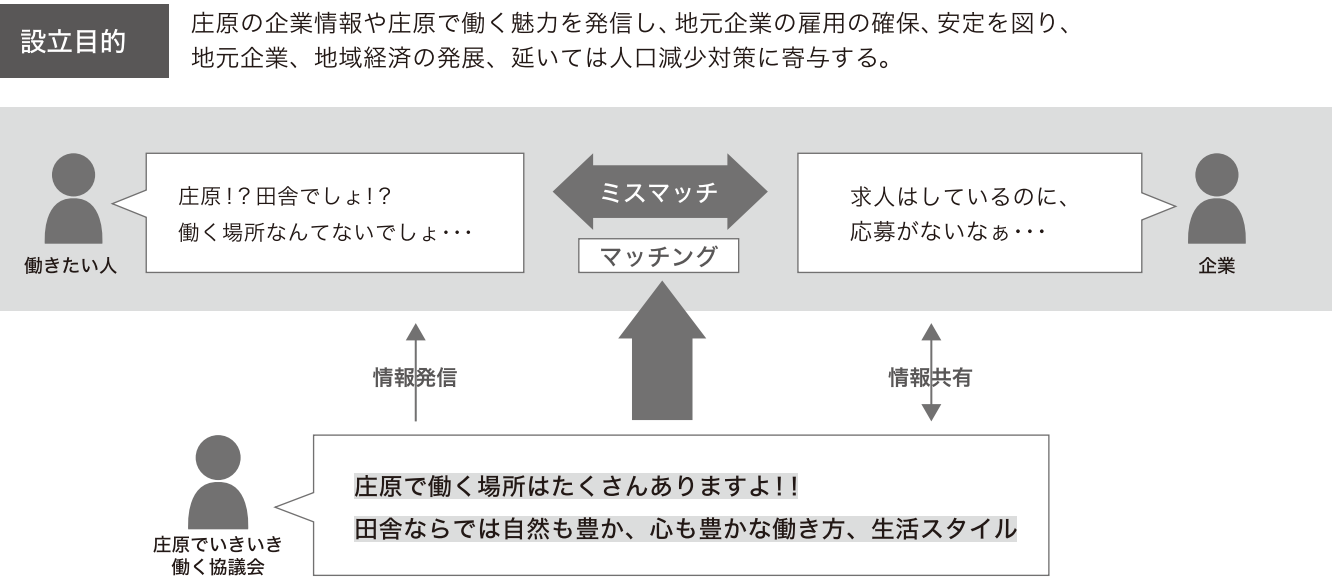 設立目的
庄原の企業情報や庄原で働く魅力を発信し、地元企業の雇用の確保、安定を図り、
地元企業、地域経済の発展、延いては人口減少対策に寄与する。
働きたい人
庄原！？田舎でしょ！？
働く場所なんてないでしょ・・・
ミスマッチ
マッチング
求人はしているのに、
応募がないなぁ・・・
企業
情報発信
情報共有
庄原でいきいき
働く協議会
庄原で働く場所はたくさんありますよ！！
田舎ならでは自然も豊か、心も豊かな働き方、生活スタイル